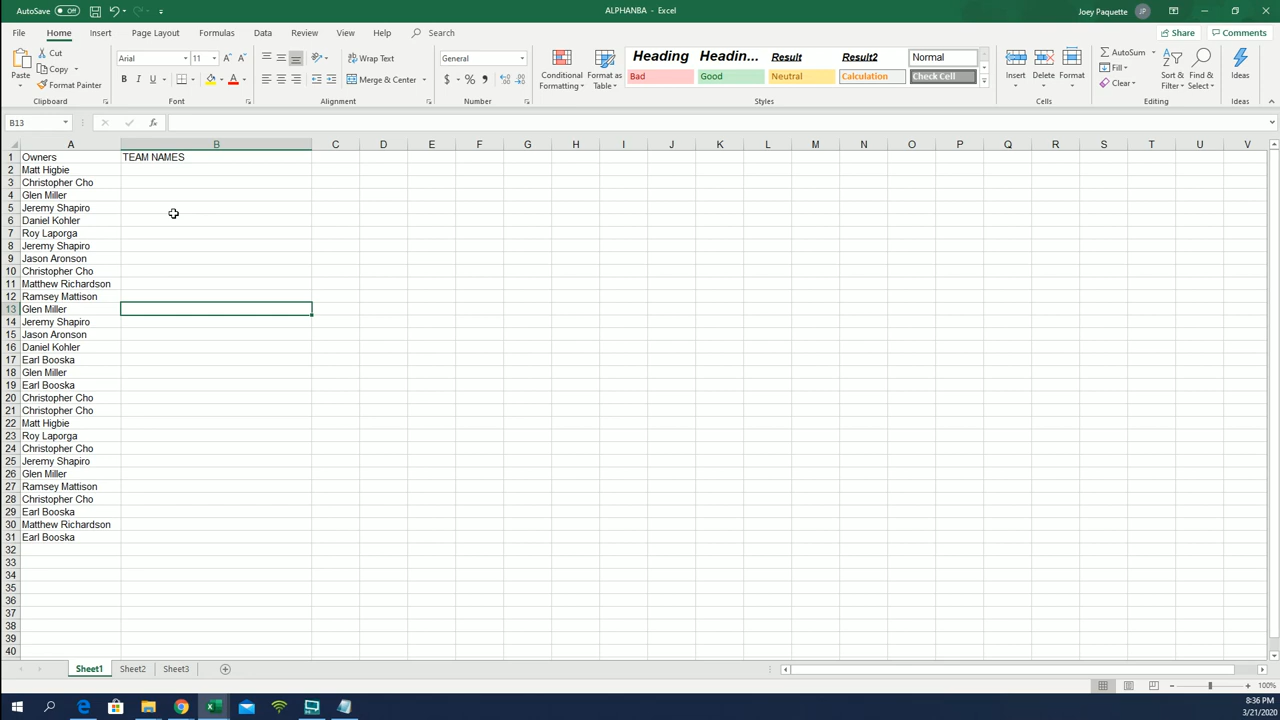 AutoSave Off
ALPHANBA - Excel
Joey Paquette JP
File Home Insert Page Layout Formulas Data Review View Help Search
Share Comments
Paste
Cut
Copy
Format Painter
Clipboard
Arial 11
B I U
Font
Wrap Text
Merge & Center
Alignment
General
$ % 9
Number
Conditional Formatting
Format as Table
Heading Headin... Result Result2 Normal
Bad Good Neutral Calculation Check Cell
Styles
Insert Delete Format
Cells
AutoSum
Fill
Clear
Sort & Filter
Find & Select
Editing
Ideas
Ideas
B13 fx
A B C D E F G H I J K L M N O P Q R S T U V
1 Owners TEAM NAMES
2 Matt Higbie
3 Christopher Cho
4 Glen Miller
5 Jeremy Shapiro
6 Daniel Kohler
7 Roy Laporga
8 Jeremy Shapiro
9 Jason Aronson
10 Christopher Cho
11 Matthew Richardson
12 Ramsey Mattison
13 Glen Miller
14 Jeremy Shapiro
15 Jason Aronson
16 Daniel Kohler
17 Earl Booska
18 Glen Miller
19 Earl Booska
20 Christopher Cho
21 Christopher Cho
22 Matt Higbie
23 Roy Laporga
24 Christopher Cho
25 Jeremy Shapiro
26 Glen Miller
27 Ramsey Mattison
28 Christopher Cho
29 Earl Booska
30 Matthew Richardson
31 Earl Booska
32
33
34
35
36
37
38
39
40
Sheet1 Sheet2 Sheet3
100%
8:36 PM
3/21/2020